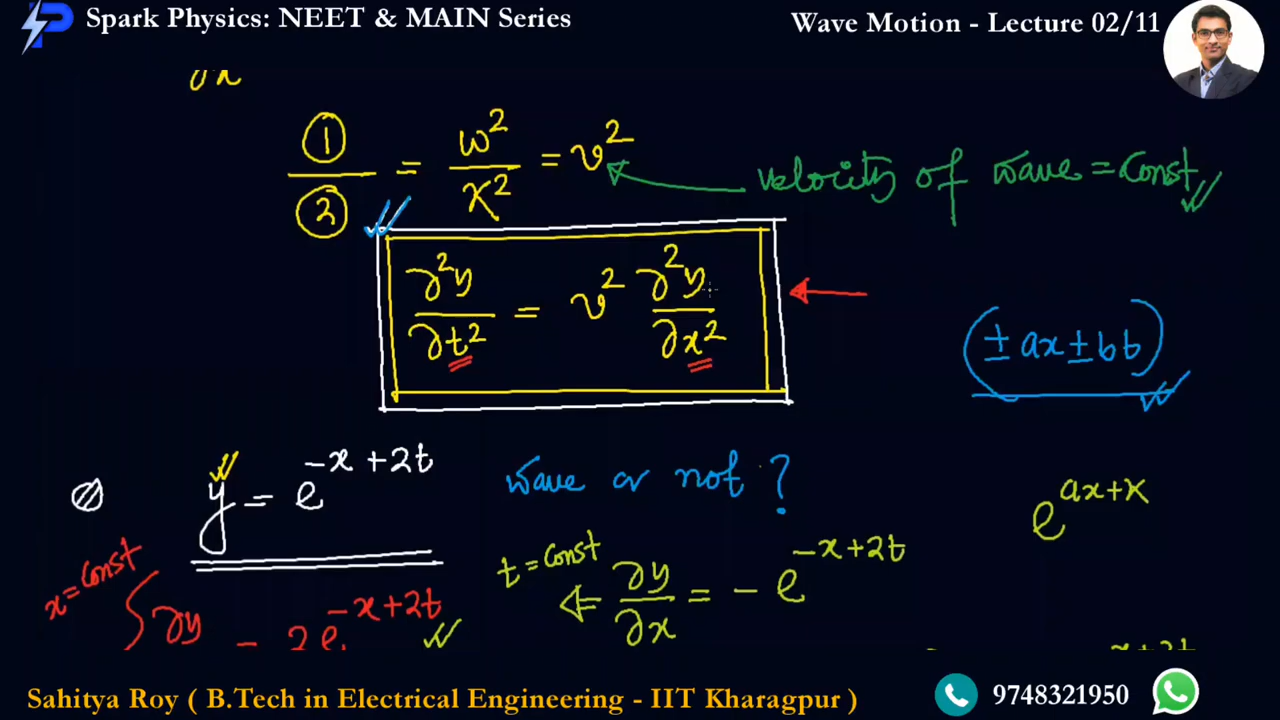 Spark Physics: NEET & MAIN Series
Wave Motion - Lecture 02/11
∂x
①/② = ω²/K² = v² velocity of wave = Const
∂²y/∂t² = v² ∂²y/∂x²
(± ax ± bt)
y = e^(-x+2t) wave or not ?
e^(ax+x)
x = Const
t = Const
∂y/∂x = - e^(-x+2t)
∂y = 2e^(-x+2t)
Sahitya Roy ( B.Tech in Electrical Engineering - IIT Kharagpur )
9748321950